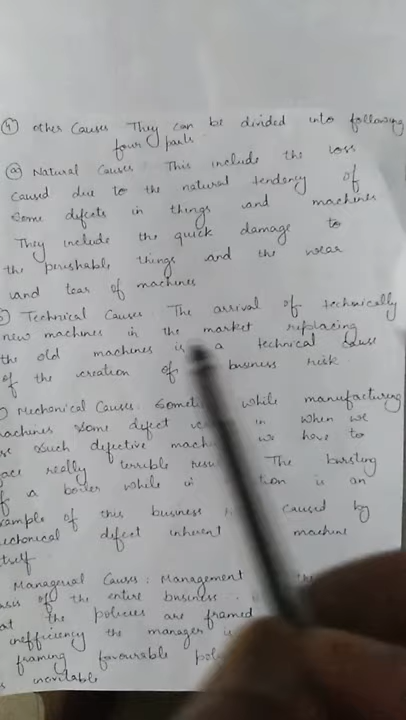 ④ Other Causes They can be divided into following
four parts.
ⓐ Natural Causes: This include the loss
caused due to the natural tendency of
some defects in things and machines
They include the quick damage to
the perishable things and the wear
and tear of machines
Technical Causes: The arrival of technically
new machines in the market replacing
the old machines is a technical cause
of the creation of business risk.
Mechanical Causes: while manufacturing
machines some defect in when we
such defective we have to
really terrible The bursting
of a boiler while in is an
example of this business caused by
mechanical defect inherent machine
itself
Managerial Causes: Management the
basis of the entire business
the policies are framed
inefficiency the manager
framing favourable
inevitable